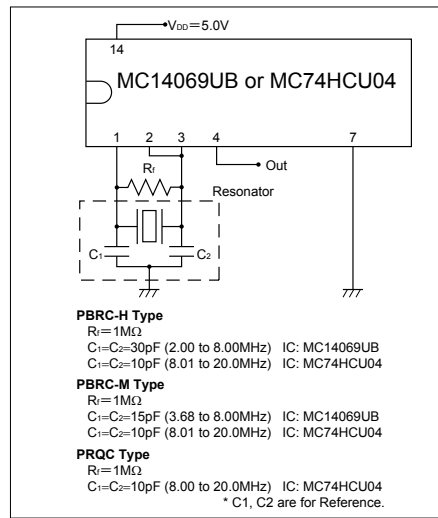 VDD=5.0V
14
MC14069UB or MC74HCU04
1 2 3 4 7
Out
Rf
Resonator
C1 C2
PBRC-H Type
Rf=1MΩ
C1=C2=30pF (2.00 to 8.00MHz) IC: MC14069UB
C1=C2=10pF (8.01 to 20.0MHz) IC: MC74HCU04
PBRC-M Type
Rf=1MΩ
C1=C2=15pF (3.68 to 8.00MHz) IC: MC14069UB
C1=C2=10pF (8.01 to 20.0MHz) IC: MC74HCU04
PRQC Type
Rf=1MΩ
C1=C2=10pF (8.00 to 20.0MHz) IC: MC74HCU04
* C1, C2 are for Reference.